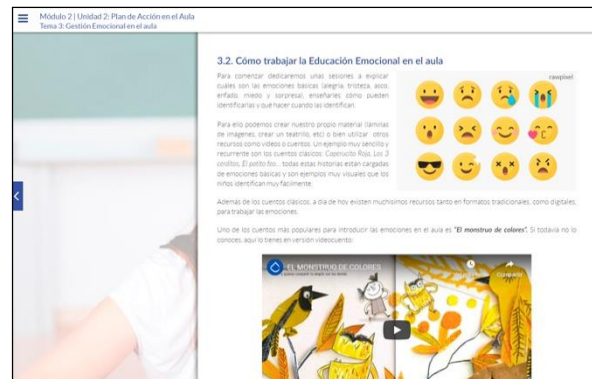 Módulo 2 | Unidad 2: Plan de Acción en el Aula
Tema 3: Gestión Emocional en el aula
3.2. Cómo trabajar la Educación Emocional en el aula
Para comenzar dedicaremos unas sesiones a explicar
cuáles son las emociones básicas (alegría, tristeza, asco,
enfado, miedo y sorpresa), enseñarles cómo pueden
identificarlas y qué hacer cuando las identifican.
rawpixel
Para ello podemos crear nuestro propio material (láminas
de imágenes, crear un teatrillo, etc) o bien utilizar otros
recursos como vídeos o cuentos. Un ejemplo muy sencillo y
recurrente son los cuentos clásicos: Caperucita Roja, Los 3
cerditos, El patito feo... todas estas historias están cargadas
de emociones básicas y son ejemplos muy visuales que los
niños identifican muy fácilmente.
Además de los cuentos clásicos, a día de hoy existen muchísimos recursos tanto en formatos tradicionales, como digitales,
para trabajar las emociones.
Uno de los cuentos más populares para introducir las emociones en el aula es "El monstruo de colores". Si todavía no lo
conoces, aquí lo tienes en versión videocuento:
EL MONSTRUO DE COLORES
Compartir